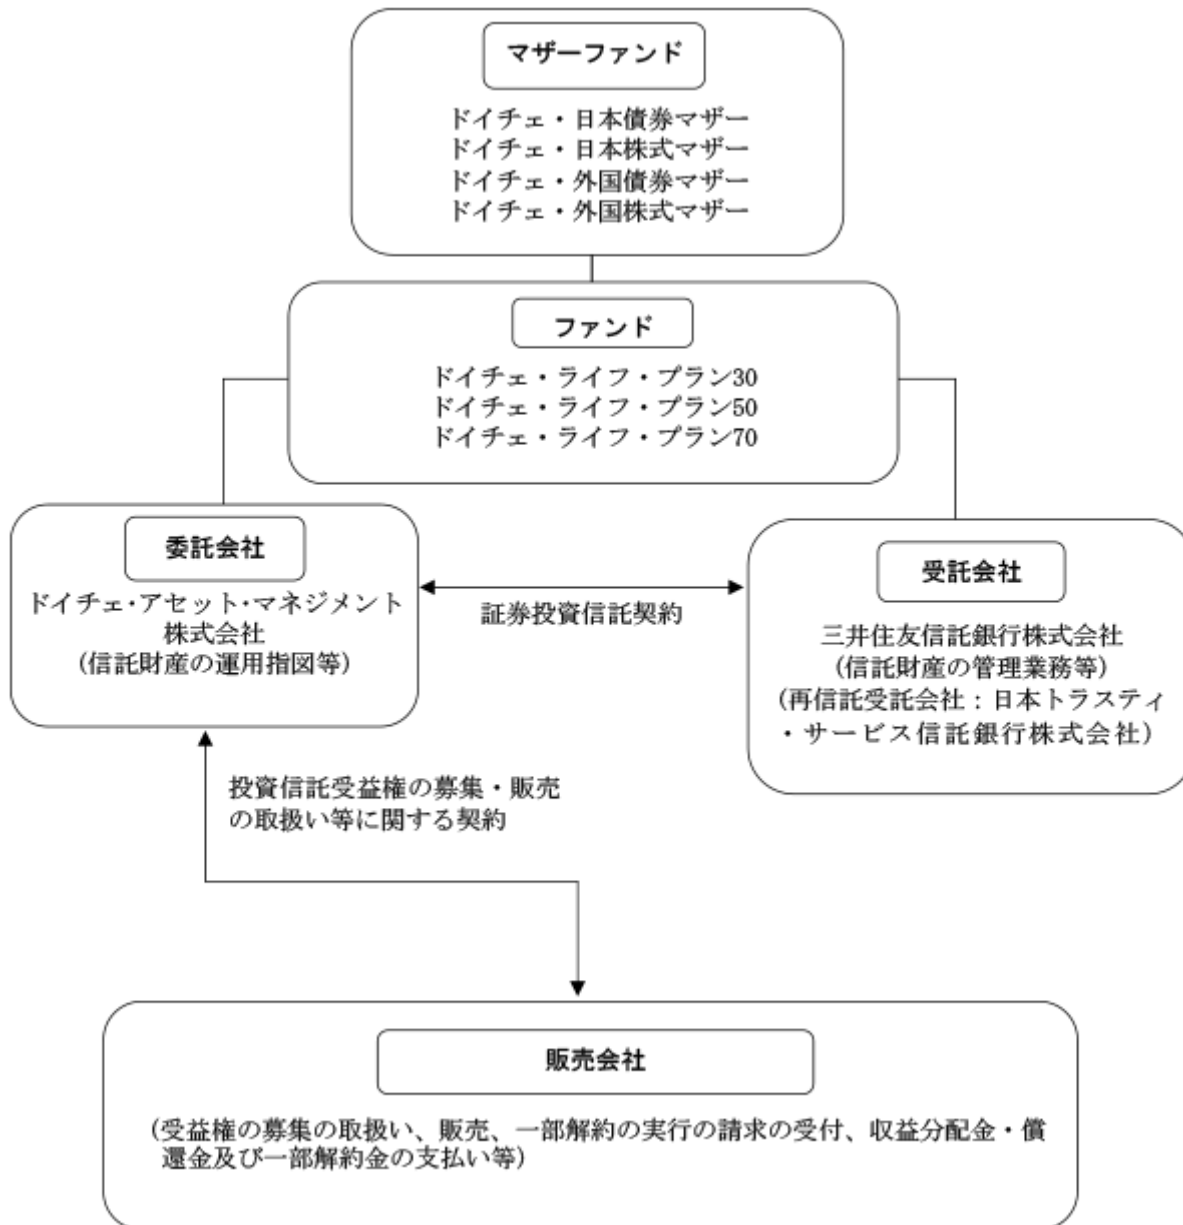 マザーファンド
ドイチェ・日本債券マザー
ドイチェ・日本株式マザー
ドイチェ・外国債券マザー
ドイチェ・外国株式マザー
ファンド
ドイチェ・ライフ・プラン30
ドイチェ・ライフ・プラン50
ドイチェ・ライフ・プラン70
委託会社
ドイチェ・アセット・マネジメント
株式会社
(信託財産の運用指図等)
証券投資信託契約
受託会社
三井住友信託銀行株式会社
(信託財産の管理業務等)
(再信託受託会社：日本トラスティ
・サービス信託銀行株式会社)
投資信託受益権の募集・販売
の取扱い等に関する契約
販売会社
(受益権の募集の取扱い、販売、一部解約の実行の請求の受付、収益分配金・償
還金及び一部解約金の支払い等)